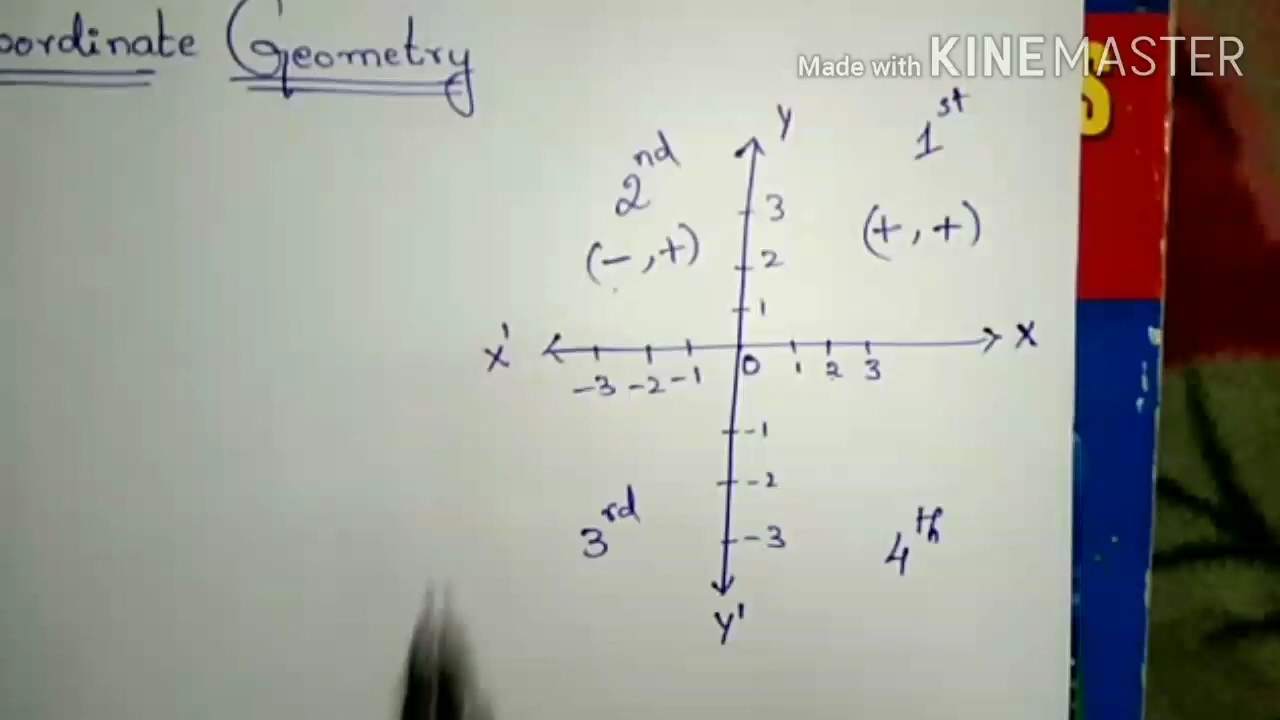 oordinate Geometry
Made with KINEMASTER
S
y
1st
2nd
3
(+,+)
(-,+)
2
1
x' x
-3 -2 -1 0 1 2 3
-1
-2
3rd
-3
4th
y'